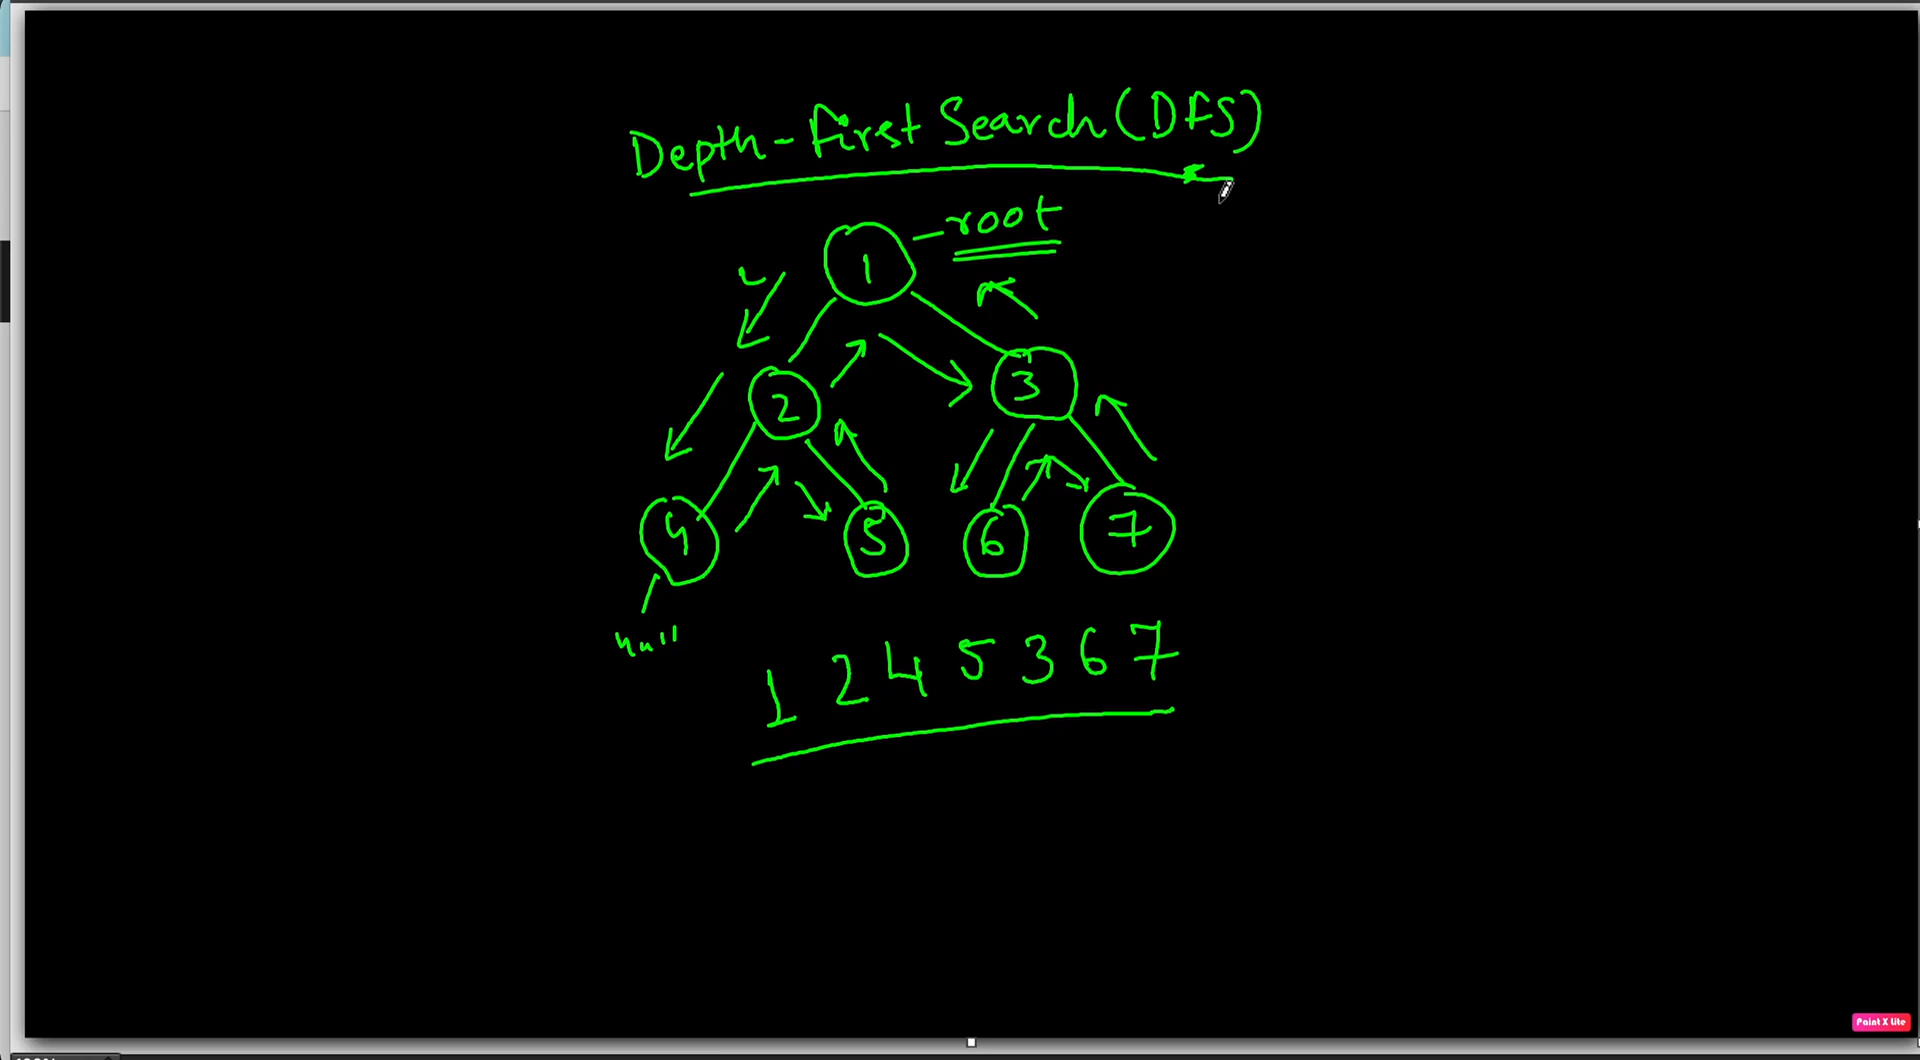 Depth-First Search (DFS)
1 - root
2 3
4 5 6 7
null
1 2 4 5 3 6 7
Paint X Lite